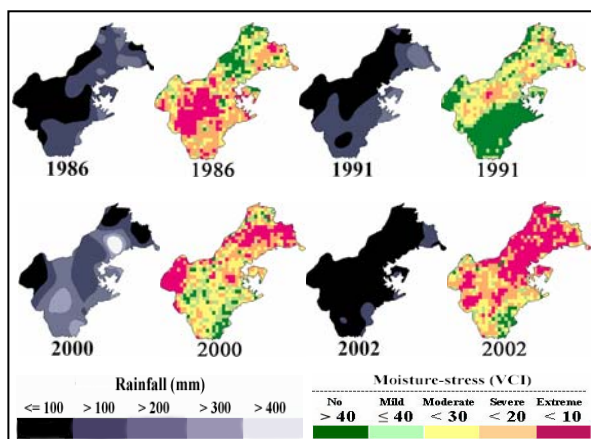 1986 1986 1991 1991
2000 2000 2002 2002
Rainfall (mm)
<= 100 > 100 > 200 > 300 > 400
Moisture-stress (VCI)
No Mild Moderate Severe Extreme
> 40 ≤ 40 < 30 < 20 < 10